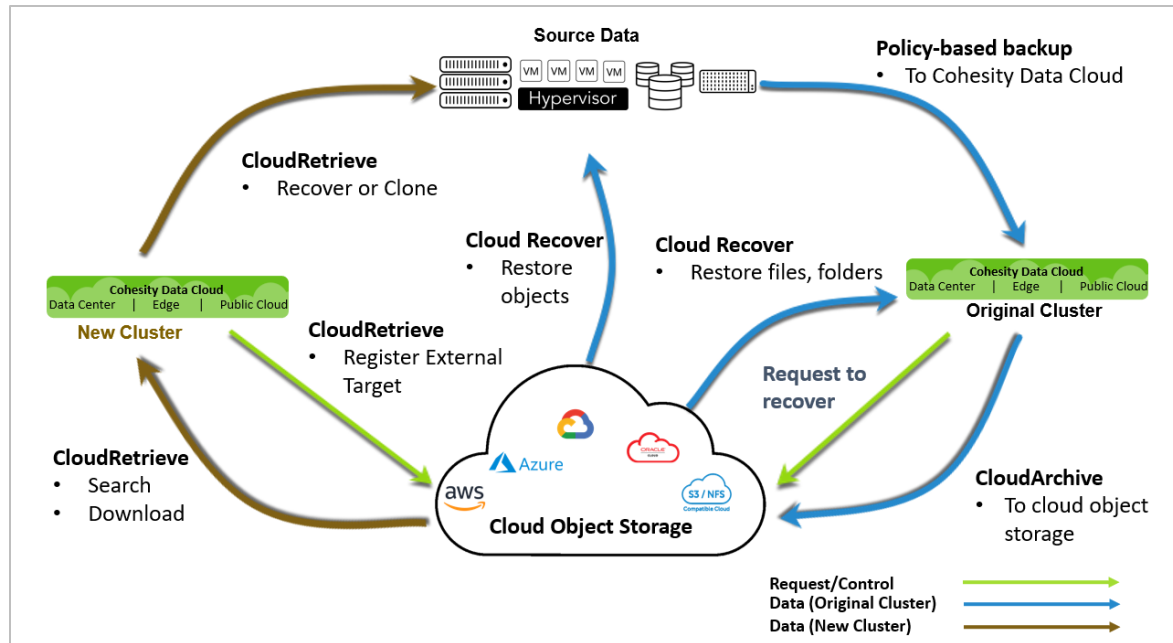 Source Data
VM VM VM VM
Hypervisor
Policy-based backup
• To Cohesity Data Cloud
CloudRetrieve
• Recover or Clone
Cloud Recover
• Restore
objects
Cloud Recover
• Restore files, folders
Cohesity Data Cloud
Data Center | Edge | Public Cloud
New Cluster
Cohesity Data Cloud
Data Center | Edge | Public Cloud
Original Cluster
CloudRetrieve
• Register External
Target
Request to
recover
CloudRetrieve
• Search
• Download
Azure
ORACLE
CLOUD
aws
S3 / NFS
Compatible Cloud
Cloud Object Storage
CloudArchive
• To cloud object
storage
Request/Control
Data (Original Cluster)
Data (New Cluster)